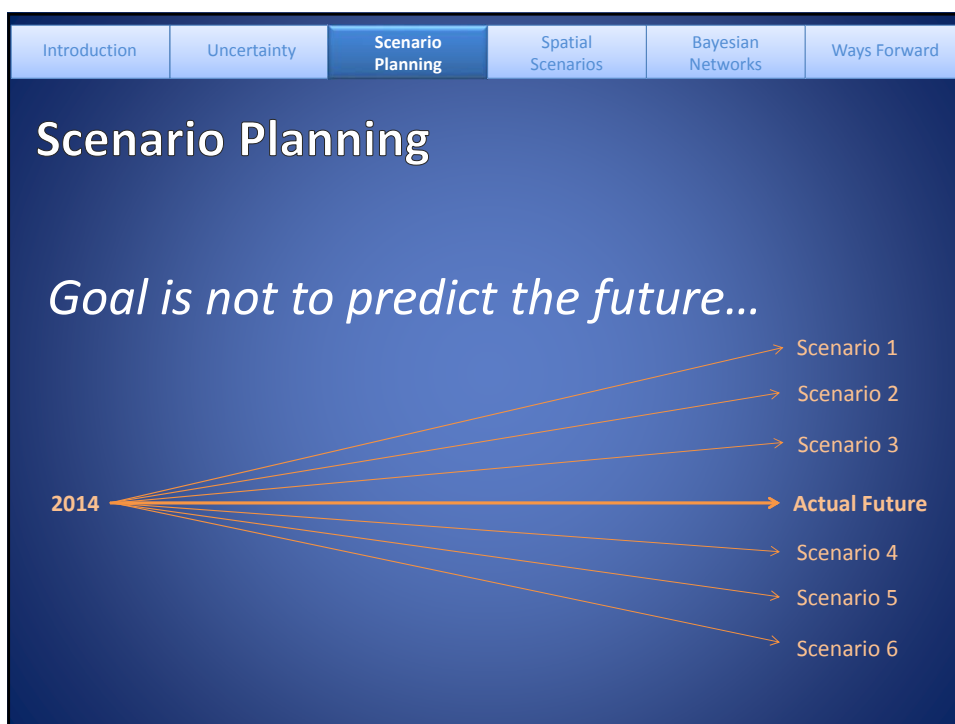 Introduction
Uncertainty
Scenario
Planning
Spatial
Scenarios
Bayesian
Networks
Ways Forward
Scenario Planning
Goal is not to predict the future…
Scenario 1
Scenario 2
Scenario 3
2014
Actual Future
Scenario 4
Scenario 5
Scenario 6